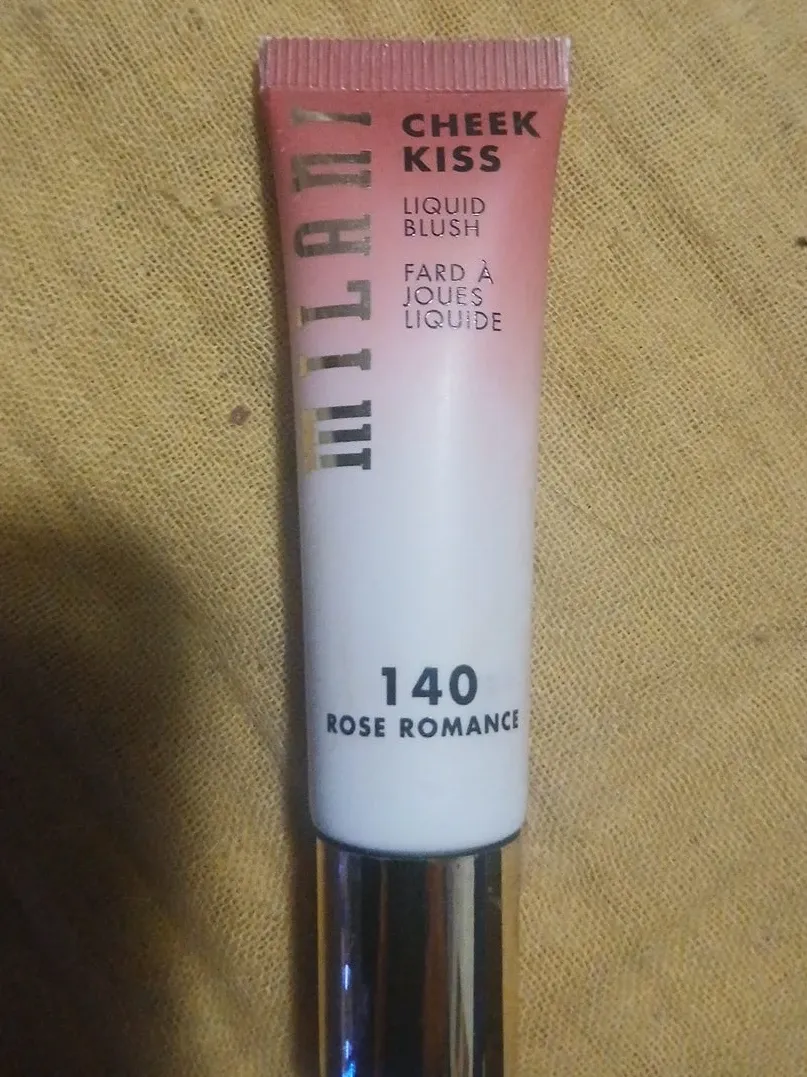 MILANI
CHEEK
KISS
LIQUID
BLUSH
FARD À
JOUES
LIQUIDE
140
ROSE ROMANCE